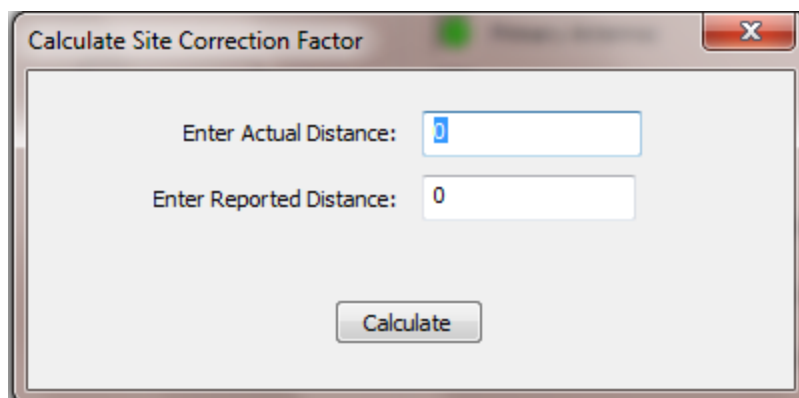 Calculate Site Correction Factor
Enter Actual Distance: 0
Enter Reported Distance: 0
Calculate